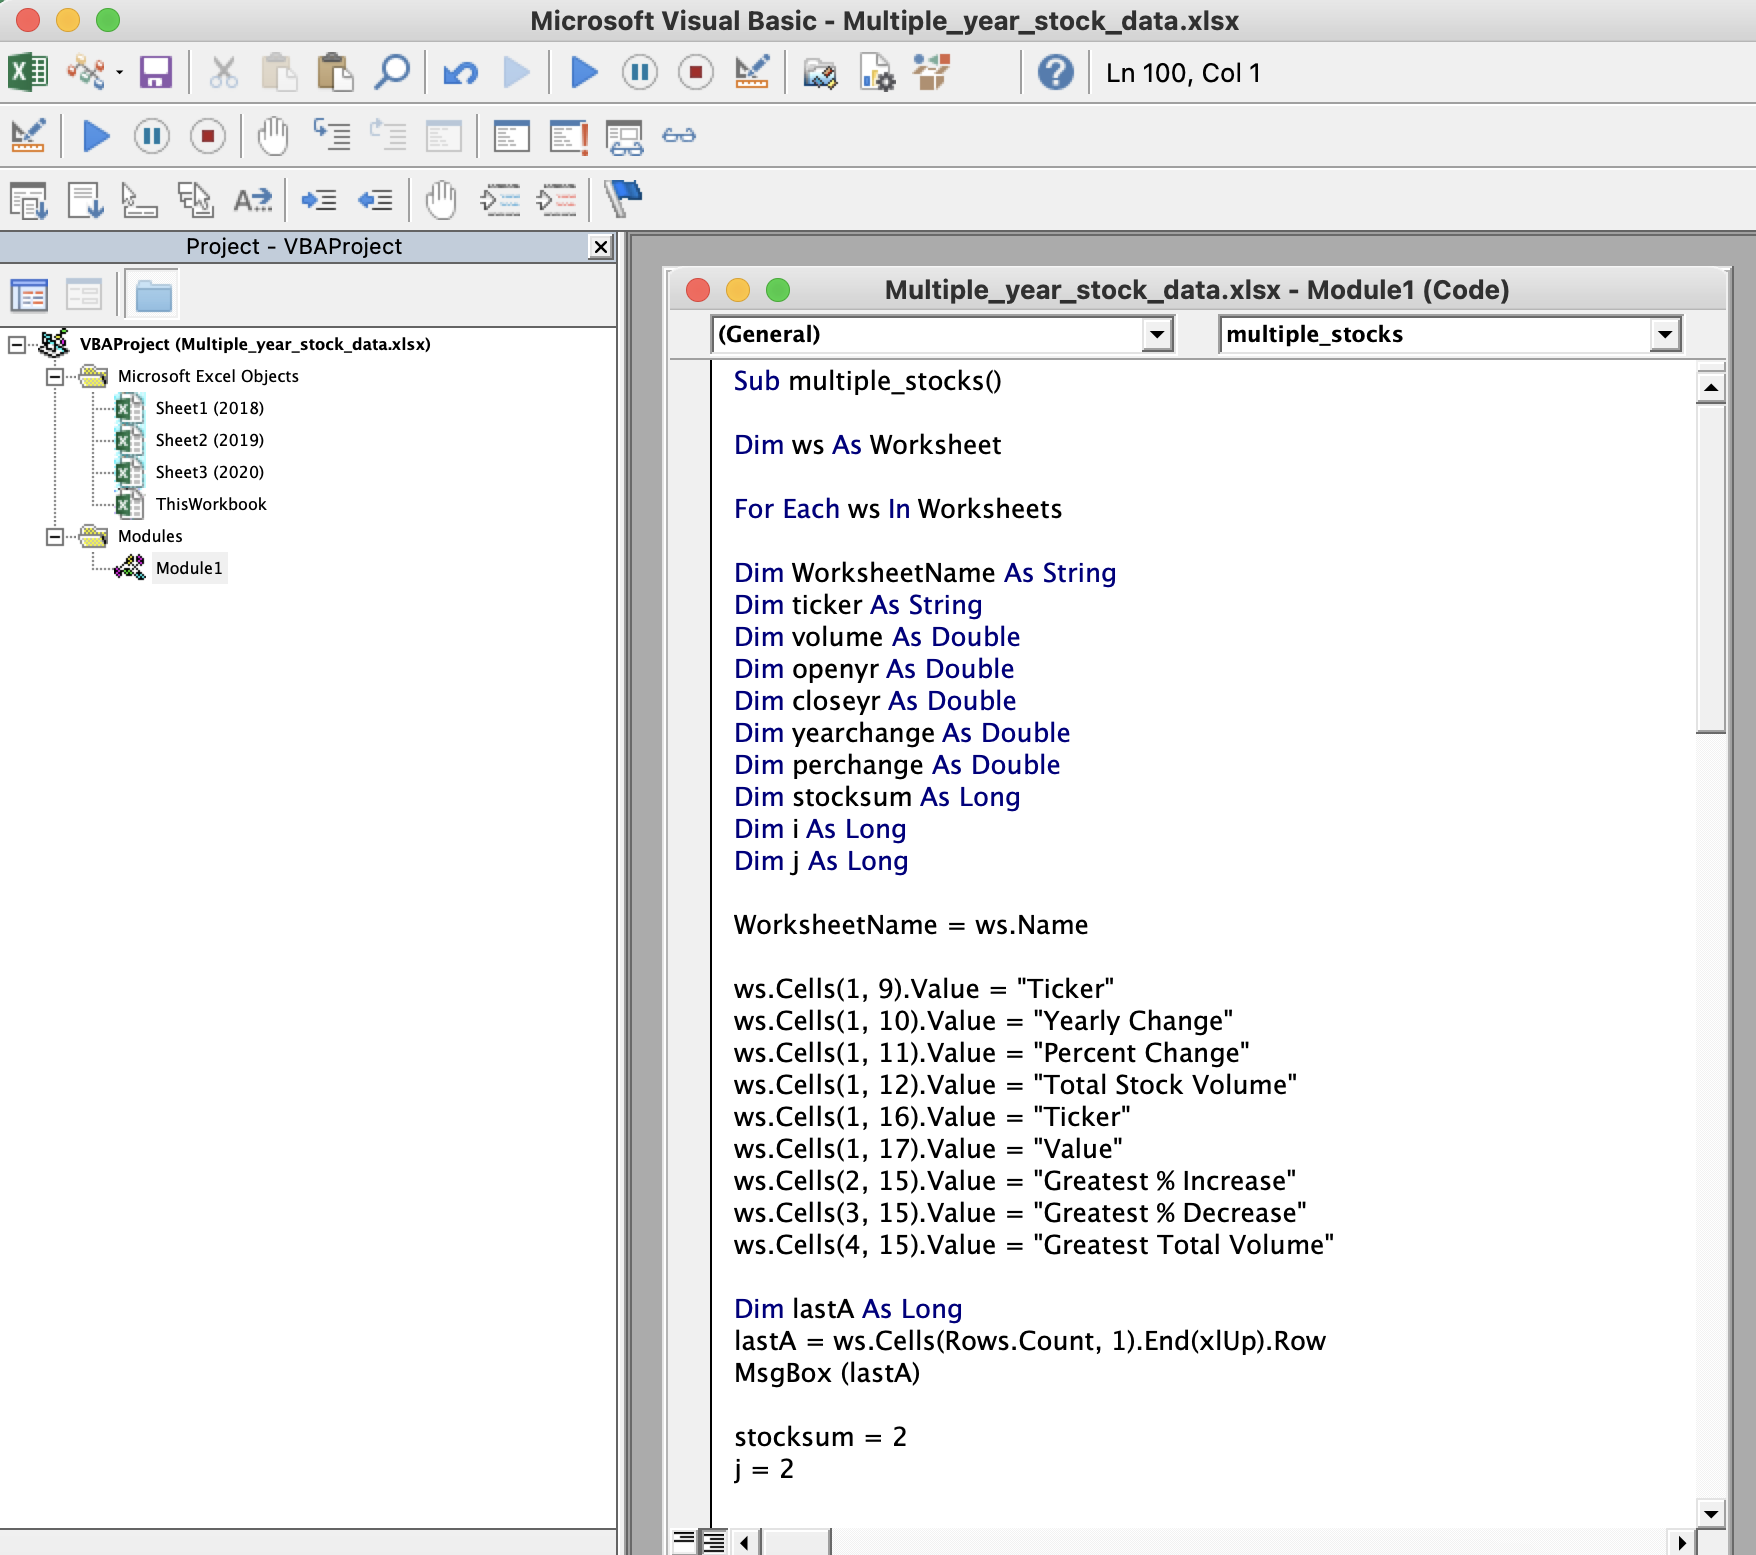 Microsoft Visual Basic - Multiple_year_stock_data.xlsx
Ln 100, Col 1
Project - VBAProject
VBAProject (Multiple_year_stock_data.xlsx)
Microsoft Excel Objects
Sheet1 (2018)
Sheet2 (2019)
Sheet3 (2020)
ThisWorkbook
Modules
Module1
Multiple_year_stock_data.xlsx - Module1 (Code)
(General)
multiple_stocks
Sub multiple_stocks()
Dim ws As Worksheet
For Each ws In Worksheets
Dim WorksheetName As String
Dim ticker As String
Dim volume As Double
Dim openyr As Double
Dim closeyr As Double
Dim yearchange As Double
Dim perchange As Double
Dim stocksum As Long
Dim i As Long
Dim j As Long
WorksheetName = ws.Name
ws.Cells(1, 9).Value = "Ticker"
ws.Cells(1, 10).Value = "Yearly Change"
ws.Cells(1, 11).Value = "Percent Change"
ws.Cells(1, 12).Value = "Total Stock Volume"
ws.Cells(1, 16).Value = "Ticker"
ws.Cells(1, 17).Value = "Value"
ws.Cells(2, 15).Value = "Greatest % Increase"
ws.Cells(3, 15).Value = "Greatest % Decrease"
ws.Cells(4, 15).Value = "Greatest Total Volume"
Dim lastA As Long
lastA = ws.Cells(Rows.Count, 1).End(xlUp).Row
MsgBox (lastA)
stocksum = 2
j = 2